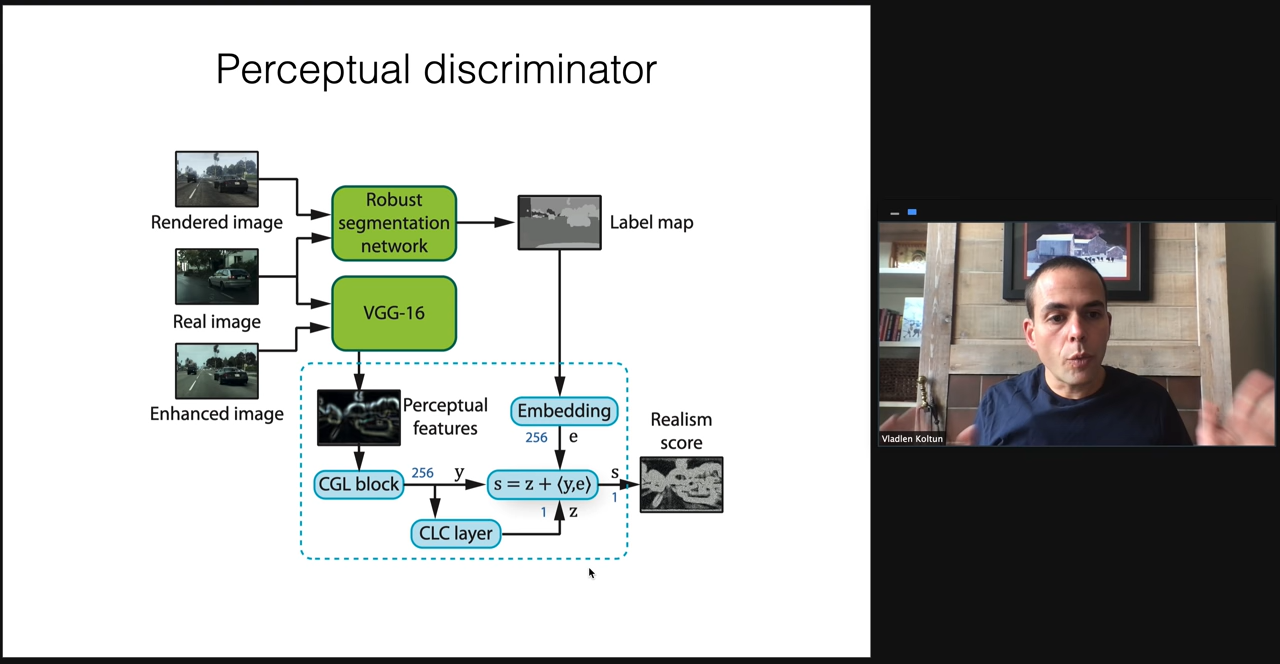 Perceptual discriminator
Rendered image
Robust
segmentation
network
Label map
Real image
VGG-16
Enhanced image
Perceptual
features
Embedding
256
e
Realism
score
CGL block
256
y
s = z + ⟨y,e⟩
s
1
1
z
CLC layer
Vladlen Koltun